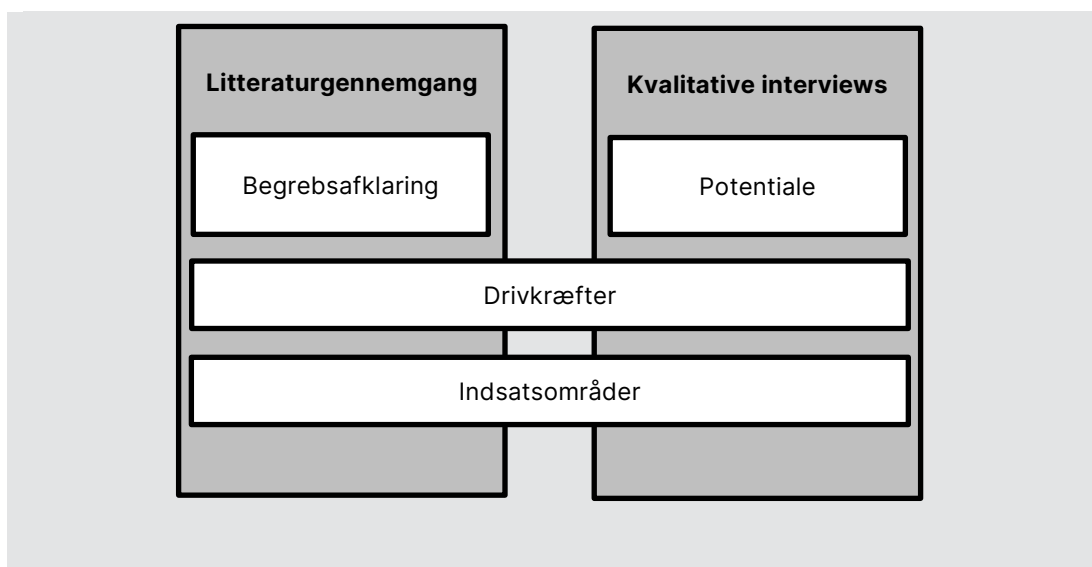 Litteraturgennemgang
Kvalitative interviews
Begrebsafklaring
Potentiale
Drivkræfter
Indsatsområder